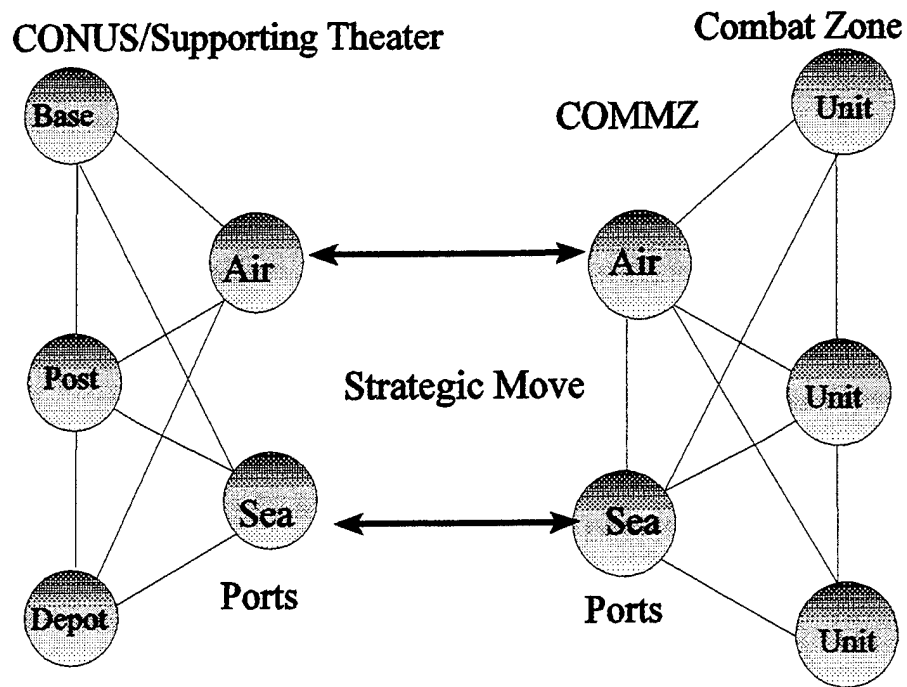 CONUS/Supporting Theater
Combat Zone
Base
COMMZ
Unit
Air
Air
Post
Strategic Move
Unit
Sea
Sea
Depot
Ports
Ports
Unit